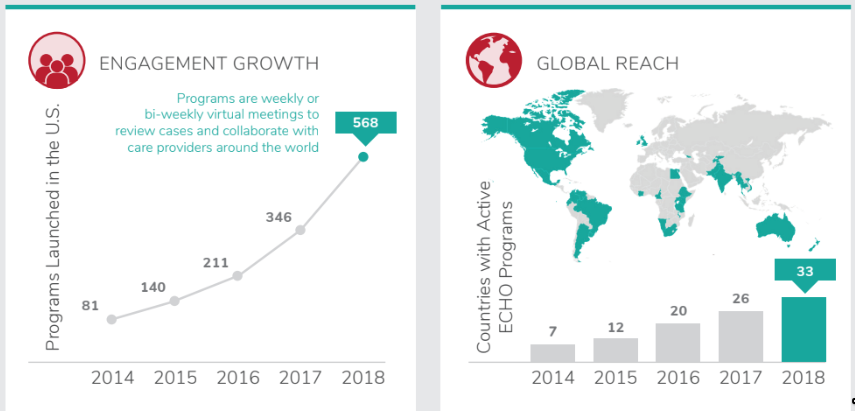 ENGAGEMENT GROWTH
Programs are weekly or
bi-weekly virtual meetings to
review cases and collaborate with
care providers around the world
Programs Launched in the U.S.
81
140
211
346
568
2014
2015
2016
2017
2018
GLOBAL REACH
Countries with Active
ECHO Programs
7
12
20
26
33
2014
2015
2016
2017
2018